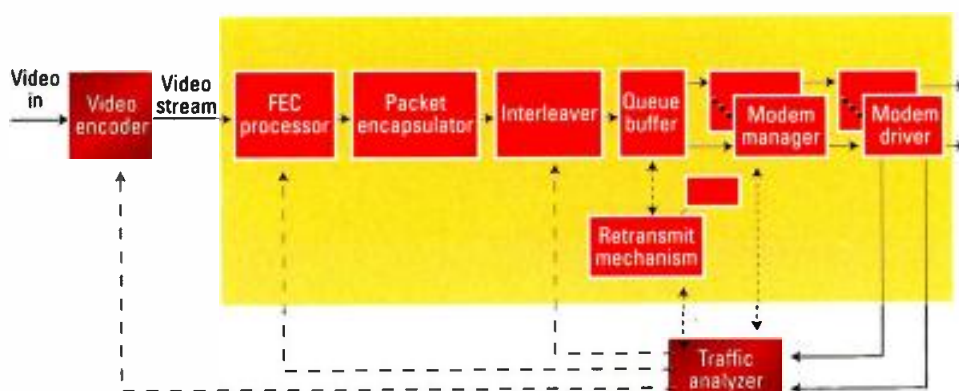 Video
in
Video
encoder
Video
stream
FEC
processor
Packet
encapsulator
Interleaver
Queue
buffer
Modem
manager
Modem
driver
Retransmit
mechanism
Traffic
analyzer